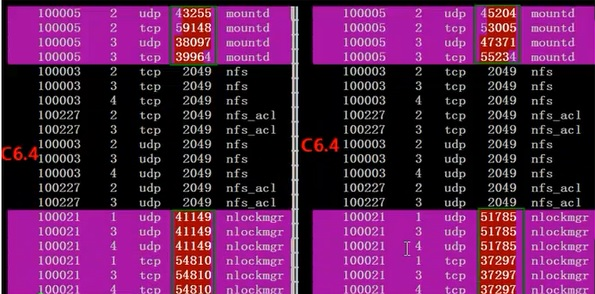 100005 2 udp 43255 mountd
100005 2 tcp 59148 mountd
100005 3 udp 38097 mountd
100005 3 tcp 39964 mountd
100003 2 tcp 2049 nfs
100003 3 tcp 2049 nfs
100003 4 tcp 2049 nfs
100227 2 tcp 2049 nfs_acl
100227 3 tcp 2049 nfs_acl
100003 2 udp 2049 nfs
100003 3 udp 2049 nfs
100003 4 udp 2049 nfs
100227 2 udp 2049 nfs_acl
100227 3 udp 2049 nfs_acl
100021 1 udp 41149 nlockmgr
100021 3 udp 41149 nlockmgr
100021 4 udp 41149 nlockmgr
100021 1 tcp 54810 nlockmgr
100021 3 tcp 54810 nlockmgr
100021 4 tcp 54810 nlockmgr
C6.4
100005 2 udp 45204 mountd
100005 2 tcp 53005 mountd
100005 3 udp 47371 mountd
100005 3 tcp 55234 mountd
100003 2 tcp 2049 nfs
100003 3 tcp 2049 nfs
100003 4 tcp 2049 nfs
100227 2 tcp 2049 nfs_acl
100227 3 tcp 2049 nfs_acl
100003 2 udp 2049 nfs
100003 3 udp 2049 nfs
100003 4 udp 2049 nfs
100227 2 udp 2049 nfs_acl
100227 3 udp 2049 nfs_acl
100021 1 udp 51785 nlockmgr
100021 3 udp 51785 nlockmgr
100021 4 udp 51785 nlockmgr
100021 1 tcp 37297 nlockmgr
100021 3 tcp 37297 nlockmgr
100021 4 tcp 37297 nlockmgr
C6.4